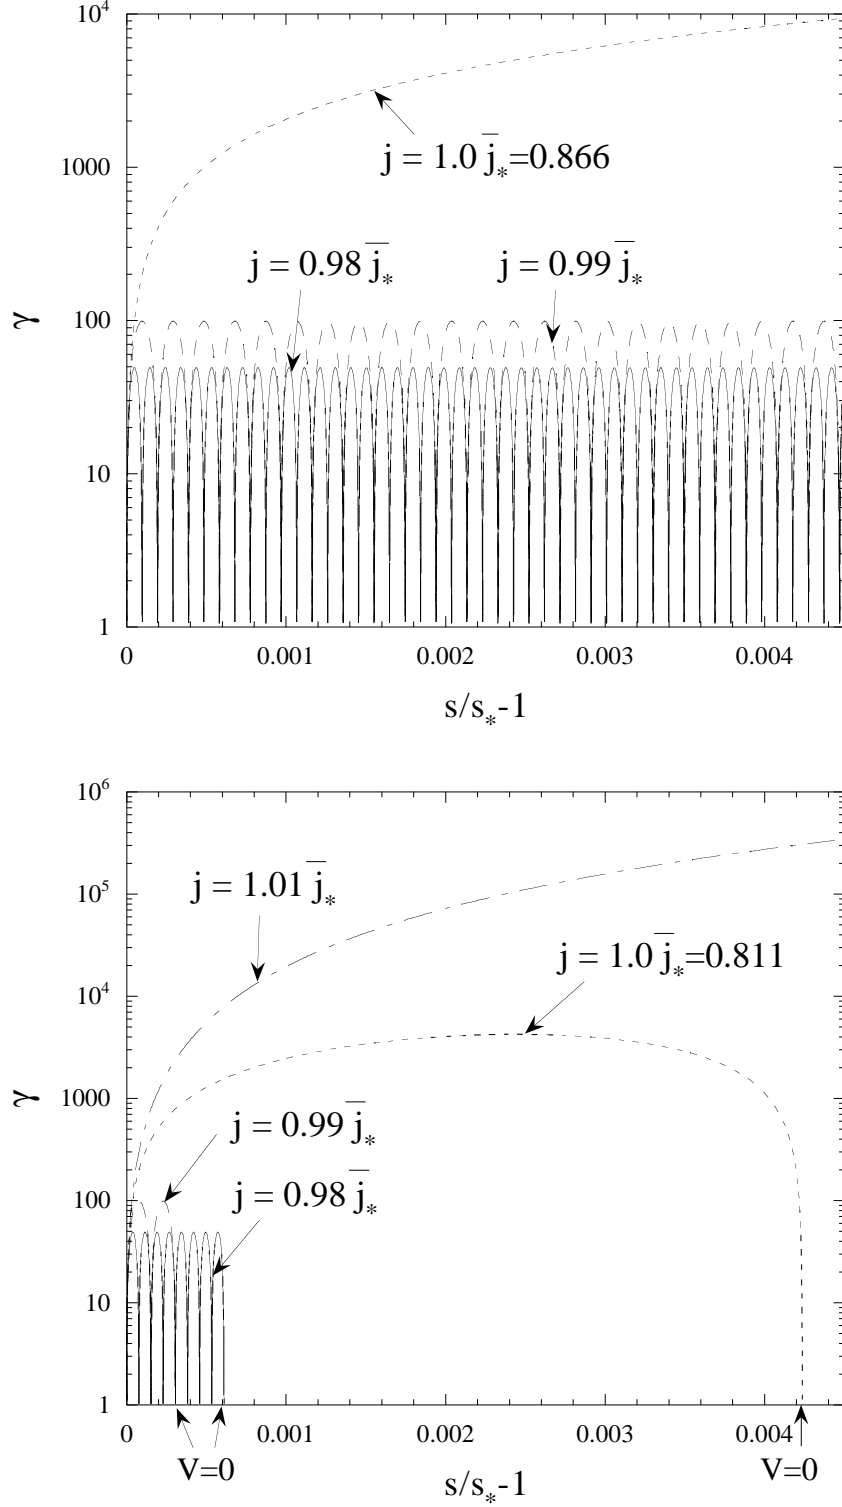 10^4
1000
100
10
1
γ
j = 1.0 j̅_*=0.866
j = 0.98 j̅_*
j = 0.99 j̅_*
0
0.001
0.002
0.003
0.004
s/s_*-1
10^6
10^5
10^4
1000
100
10
1
γ
j = 1.01 j̅_*
j = 1.0 j̅_*=0.811
j = 0.99 j̅_*
j = 0.98 j̅_*
0
0.001
0.002
0.003
0.004
V=0
V=0
s/s_*-1